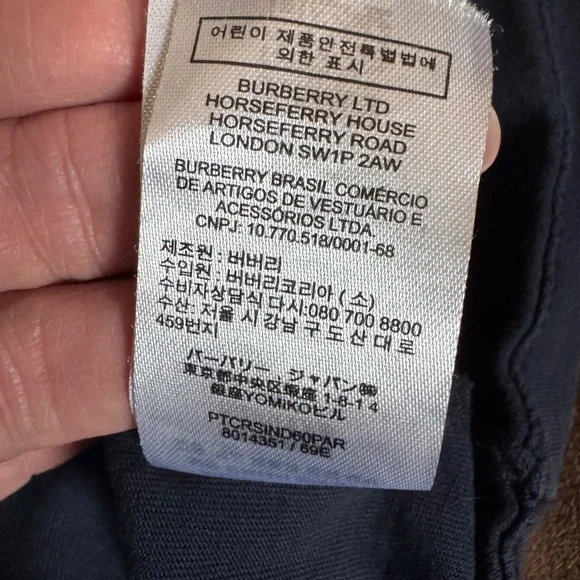 어린이 제품안전특별법에
의한 표시
BURBERRY LTD
HORSEFERRY HOUSE
HORSEFERRY ROAD
LONDON SW1P 2AW
BURBERRY BRASIL COMÉRCIO
DE ARTIGOS DE VESTUÁRIO E
ACESSÓRIOS LTDA
CNPJ: 10.770.518/0001-68
제조원 : 버버리
수입원 : 버버리코리아 ( 소 )
수비자상담식 다시:080 700 8800
수산: 서울 시 강남 구 도 산 대 로
459번지
バーバリー . ジャパン㈱
東京都中央区銀座 1-8-1 4
銀座YOMIKOビル
PTCRSIND60PAR
8014351 / 89E